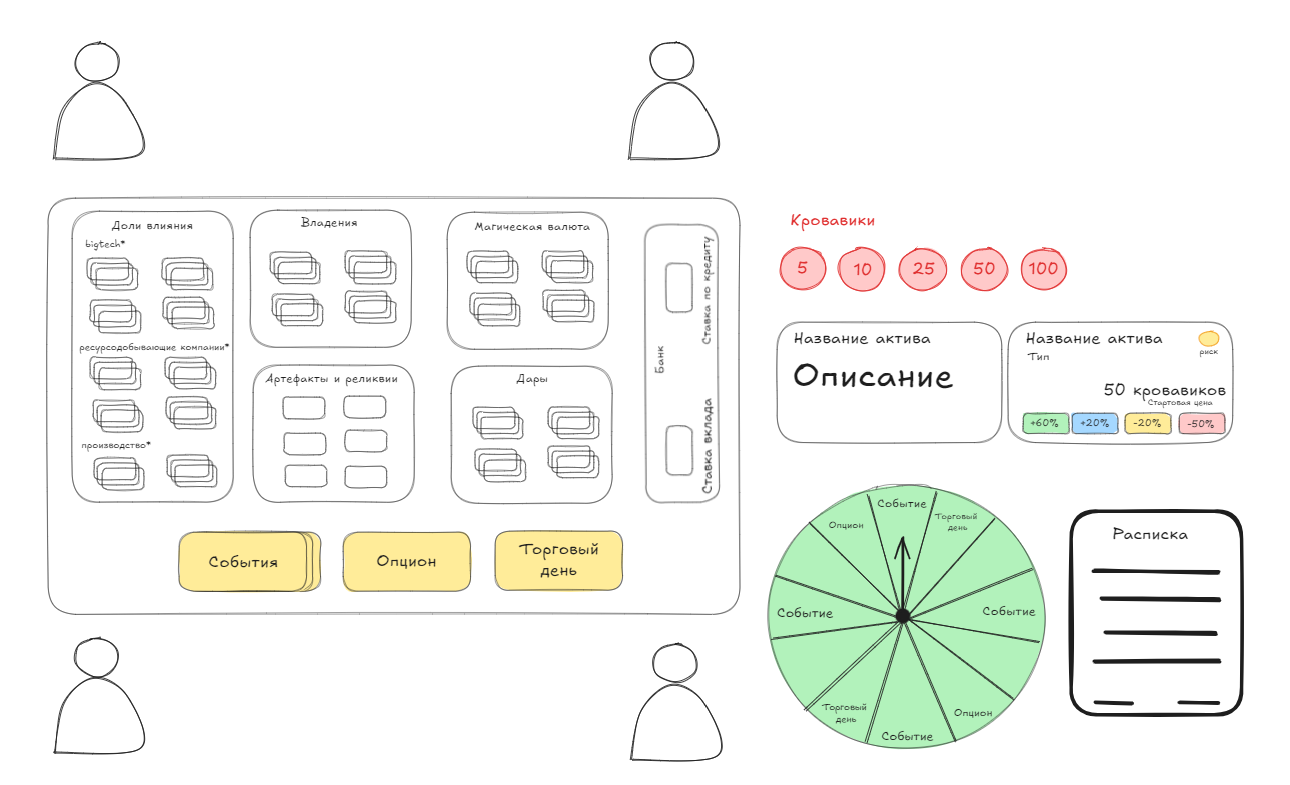 Доли влияния
bigtech*
ресурсодобывающие компании*
производство*
Владения
Артефакты и реликвии
Магическая валюта
Дары
Банк
Ставка по кредиту
Ставка вклада
События
Опцион
Торговый
день
Кровавики
5
10
25
50
100
Название актива
Описание
Название актива
Тип
риск
50 кровавиков
Стартовая цена
+60%
+20%
-20%
-50%
Событие
Торговый
день
Опцион
Событие
Событие
Торговый
день
Опцион
Событие
Расписка